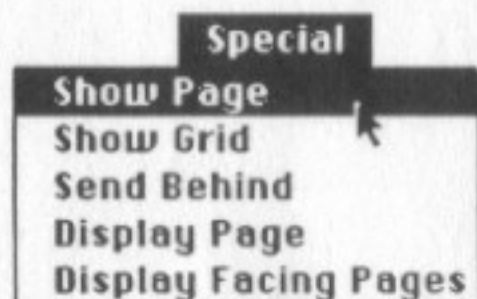 Special
Show Page
Show Grid
Send Behind
Display Page
Display Facing Pages